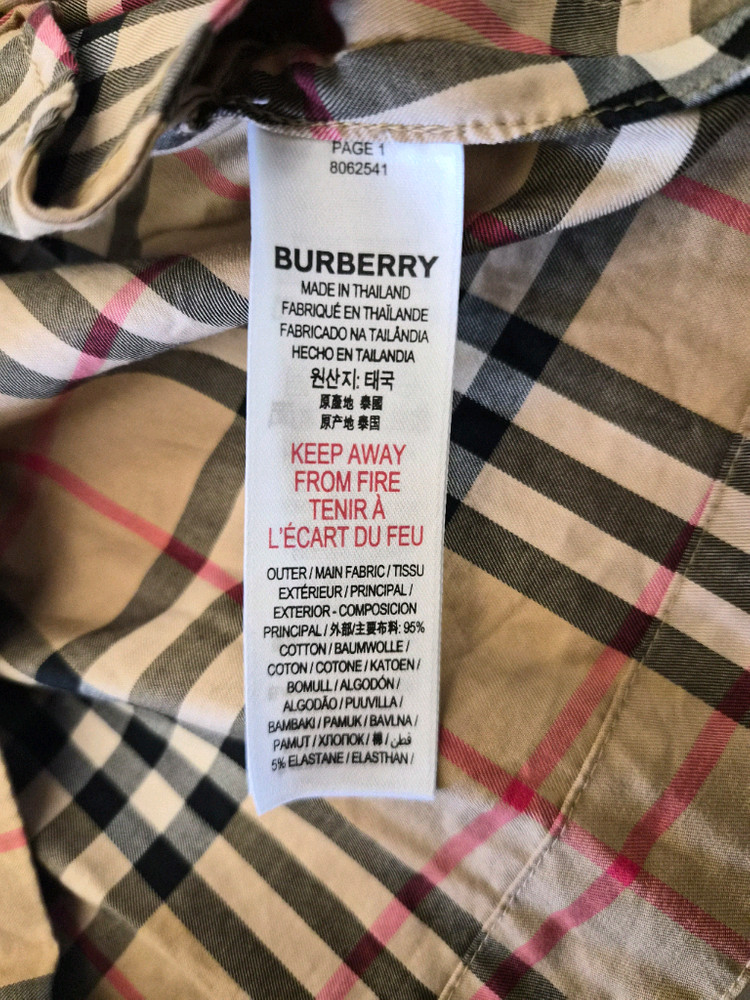 PAGE 1
8062541
BURBERRY
MADE IN THAILAND
FABRIQUÉ EN THAÏLANDE
FABRICADO NA TAILÂNDIA
HECHO EN TAILANDIA
원산지: 태국
原產地 泰國
原产地 泰国
KEEP AWAY
FROM FIRE
TENIR À
L'ÉCART DU FEU
OUTER / MAIN FABRIC / TISSU
EXTÉRIEUR / PRINCIPAL /
EXTERIOR - COMPOSICION
PRINCIPAL / 外部/主要布料: 95%
COTTON / BAUMWOLLE /
COTON / COTONE / KATOEN /
BOMULL / ALGODÓN /
ALGODÃO / PUUVILLA /
BAMBAKI / PAMUK / BAVLNA /
PAMUT / ХЛОПОК / 棉 / قطن /
5% ELASTANE / ELASTHAN /